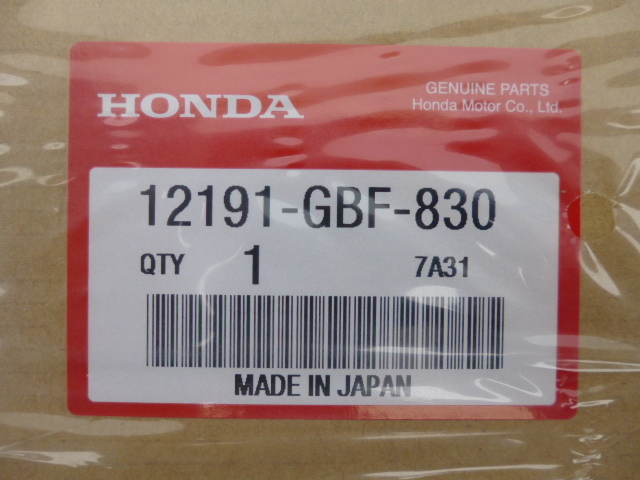 HONDA
GENUINE PARTS
Honda Motor Co., Ltd.
12191-GBF-830
QTY 1 7A31
MADE IN JAPAN